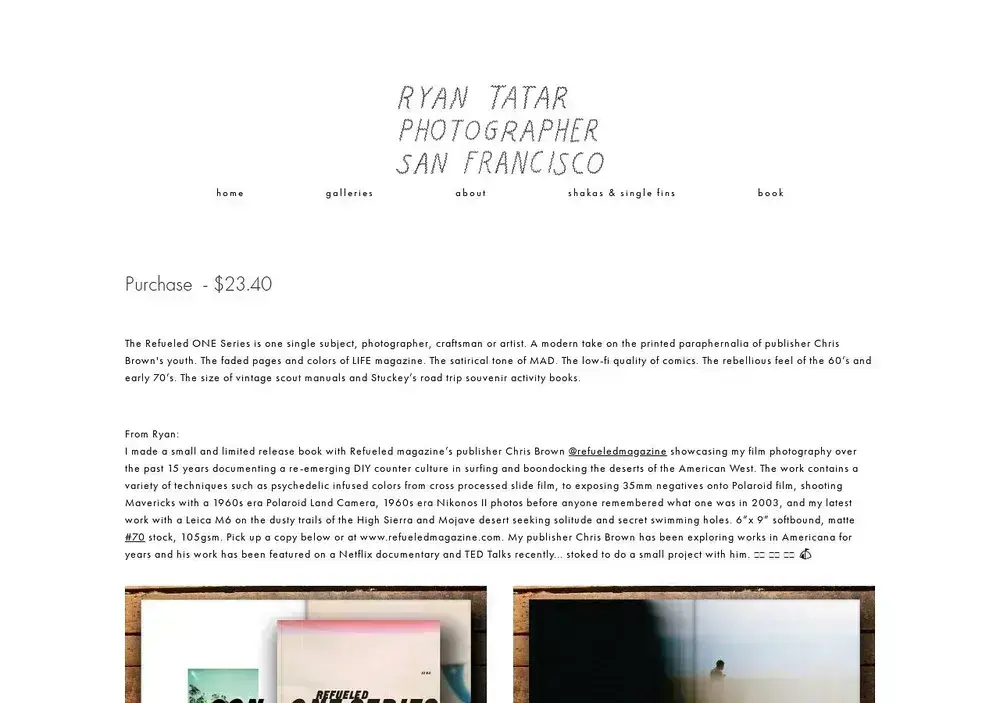 RYAN TATAR
PHOTOGRAPHER
SAN FRANCISCO
home galleries about shakas & single fins book
Purchase - $23.40
The Refueled ONE Series is one single subject, photographer, craftsman or artist. A modern take on the printed paraphernalia of publisher Chris
Brown's youth. The faded pages and colors of LIFE magazine. The satirical tone of MAD. The low-fi quality of comics. The rebellious feel of the 60’s and
early 70’s. The size of vintage scout manuals and Stuckey’s road trip souvenir activity books.
From Ryan:
I made a small and limited release book with Refueled magazine’s publisher Chris Brown @refueledmagazine showcasing my film photography over
the past 15 years documenting a re-emerging DIY counter culture in surfing and boondocking the deserts of the American West. The work contains a
variety of techniques such as psychedelic infused colors from cross processed slide film, to exposing 35mm negatives onto Polaroid film, shooting
Mavericks with a 1960s era Polaroid Land Camera, 1960s era Nikonos II photos before anyone remembered what one was in 2003, and my latest
work with a Leica M6 on the dusty trails of the High Sierra and Mojave desert seeking solitude and secret swimming holes. 6”x 9” softbound, matte
#70 stock, 105gsm. Pick up a copy below or at www.refueledmagazine.com. My publisher Chris Brown has been exploring works in Americana for
years and his work has been featured on a Netflix documentary and TED Talks recently... stoked to do a small project with him.
REFUELED
ONE SERIES